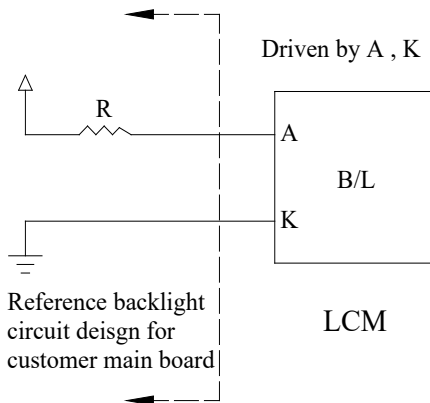 Driven by A , K
R
A
B/L
K
Reference backlight
circuit deisgn for
customer main board
LCM